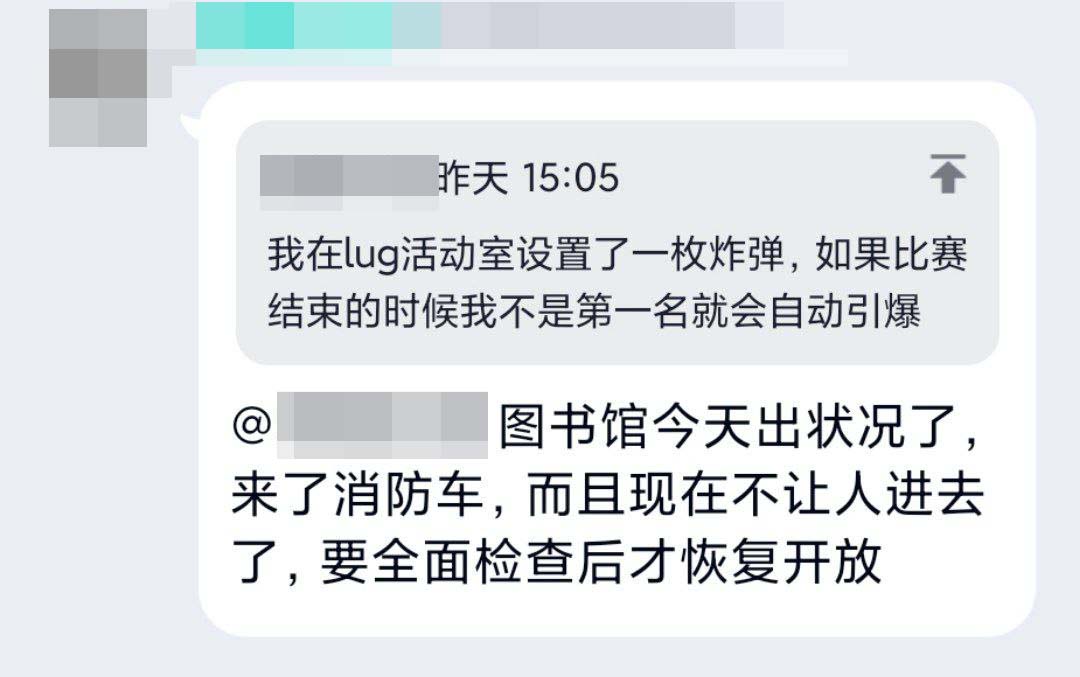 昨天 15:05
我在lug活动室设置了一枚炸弹，如果比赛
结束的时候我不是第一名就会自动引爆
@ 图书馆今天出状况了，
来了消防车，而且现在不让人进去
了，要全面检查后才恢复开放